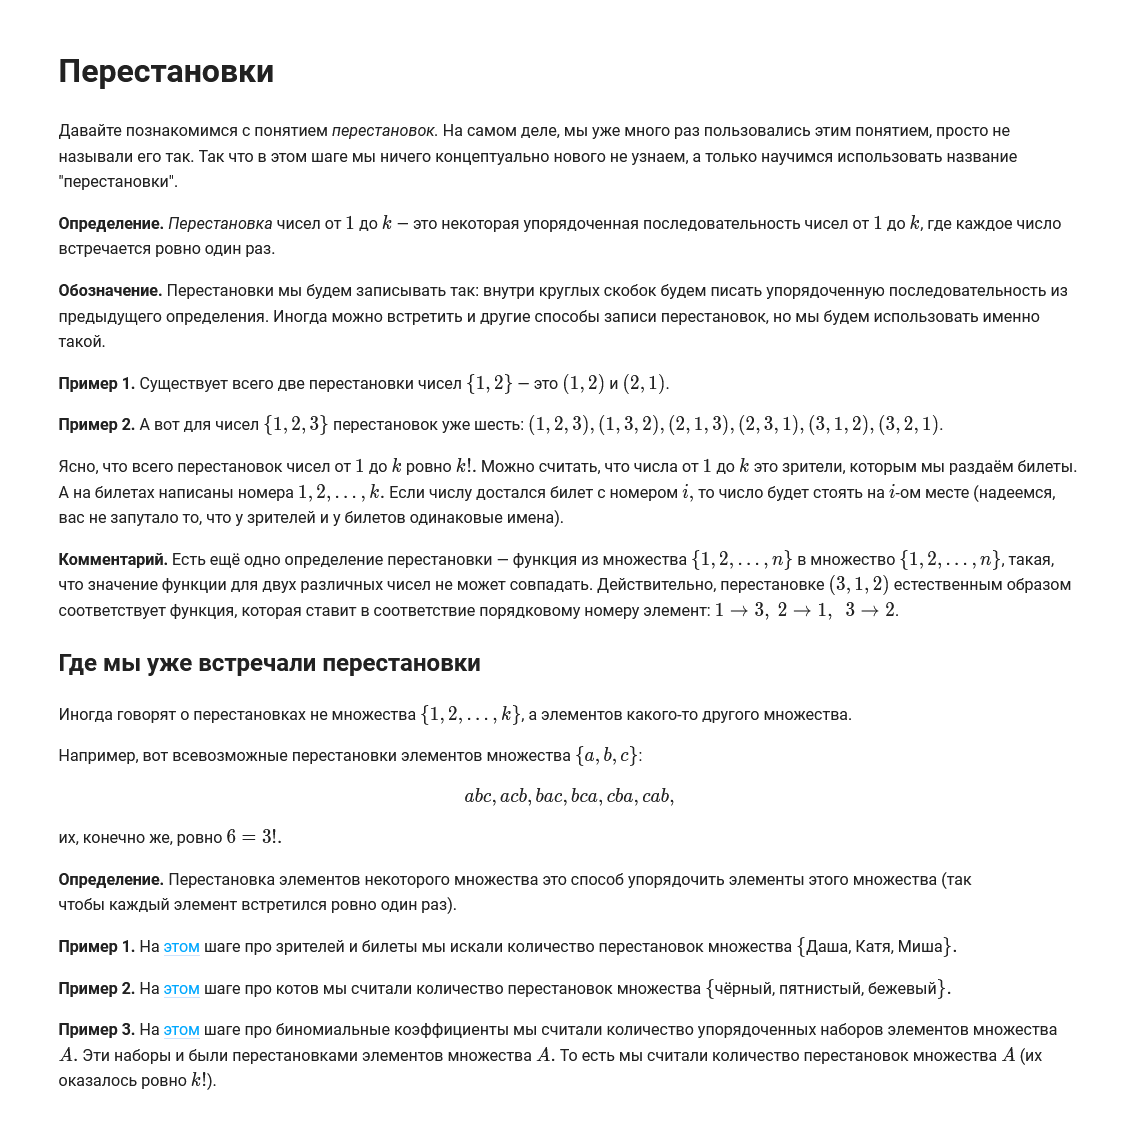 Перестановки
Давайте познакомимся с понятием перестановок. На самом деле, мы уже много раз пользовались этим понятием, просто не
называли его так. Так что в этом шаге мы ничего концептуально нового не узнаем, а только научимся использовать название
"перестановки".
Определение. Перестановка чисел от 1 до k — это некоторая упорядоченная последовательность чисел от 1 до k, где каждое число
встречается ровно один раз.
Обозначение. Перестановки мы будем записывать так: внутри круглых скобок будем писать упорядоченную последовательность из
предыдущего определения. Иногда можно встретить и другие способы записи перестановок, но мы будем использовать именно
такой.
Пример 1. Существует всего две перестановки чисел {1, 2} — это (1, 2) и (2, 1).
Пример 2. А вот для чисел {1, 2, 3} перестановок уже шесть: (1, 2, 3), (1, 3, 2), (2, 1, 3), (2, 3, 1), (3, 1, 2), (3, 2, 1).
Ясно, что всего перестановок чисел от 1 до k ровно k!. Можно считать, что числа от 1 до k это зрители, которым мы раздаём билеты.
А на билетах написаны номера 1, 2, . . . , k. Если числу достался билет с номером i, то число будет стоять на i-ом месте (надеемся,
вас не запутало то, что у зрителей и у билетов одинаковые имена).
Комментарий. Есть ещё одно определение перестановки — функция из множества {1, 2, . . . , n} в множество {1, 2, . . . , n}, такая,
что значение функции для двух различных чисел не может совпадать. Действительно, перестановке (3, 1, 2) естественным образом
соответствует функция, которая ставит в соответствие порядковому номеру элемент: 1 → 3, 2 → 1, 3 → 2.
Где мы уже встречали перестановки
Иногда говорят о перестановках не множества {1, 2, . . . , k}, а элементов какого-то другого множества.
Например, вот всевозможные перестановки элементов множества {a, b, c}:
abc, acb, bac, bca, cba, cab,
их, конечно же, ровно 6 = 3!.
Определение. Перестановка элементов некоторого множества это способ упорядочить элементы этого множества (так
чтобы каждый элемент встретился ровно один раз).
Пример 1. На этом шаге про зрителей и билеты мы искали количество перестановок множества {Даша, Катя, Миша}.
Пример 2. На этом шаге про котов мы считали количество перестановок множества {чёрный, пятнистый, бежевый}.
Пример 3. На этом шаге про биномиальные коэффициенты мы считали количество упорядоченных наборов элементов множества
A. Эти наборы и были перестановками элементов множества A. То есть мы считали количество перестановок множества A (их
оказалось ровно k!).